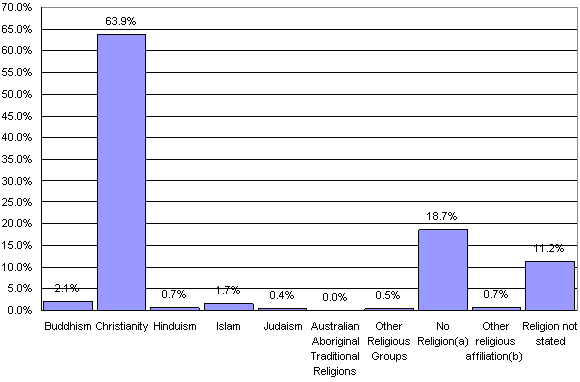 70.0%
65.0%
60.0%
55.0%
50.0%
45.0%
40.0%
35.0%
30.0%
25.0%
20.0%
15.0%
10.0%
5.0%
0.0%
2.1%
63.9%
0.7%
1.7%
0.4%
0.0%
0.5%
18.7%
0.7%
11.2%
Buddhism
Christianity
Hinduism
Islam
Judaism
Australian
Aboriginal
Traditional
Religions
Other
Religious
Groups
No
Religion(a)
Other
religious
affiliation(b)
Religion not
stated